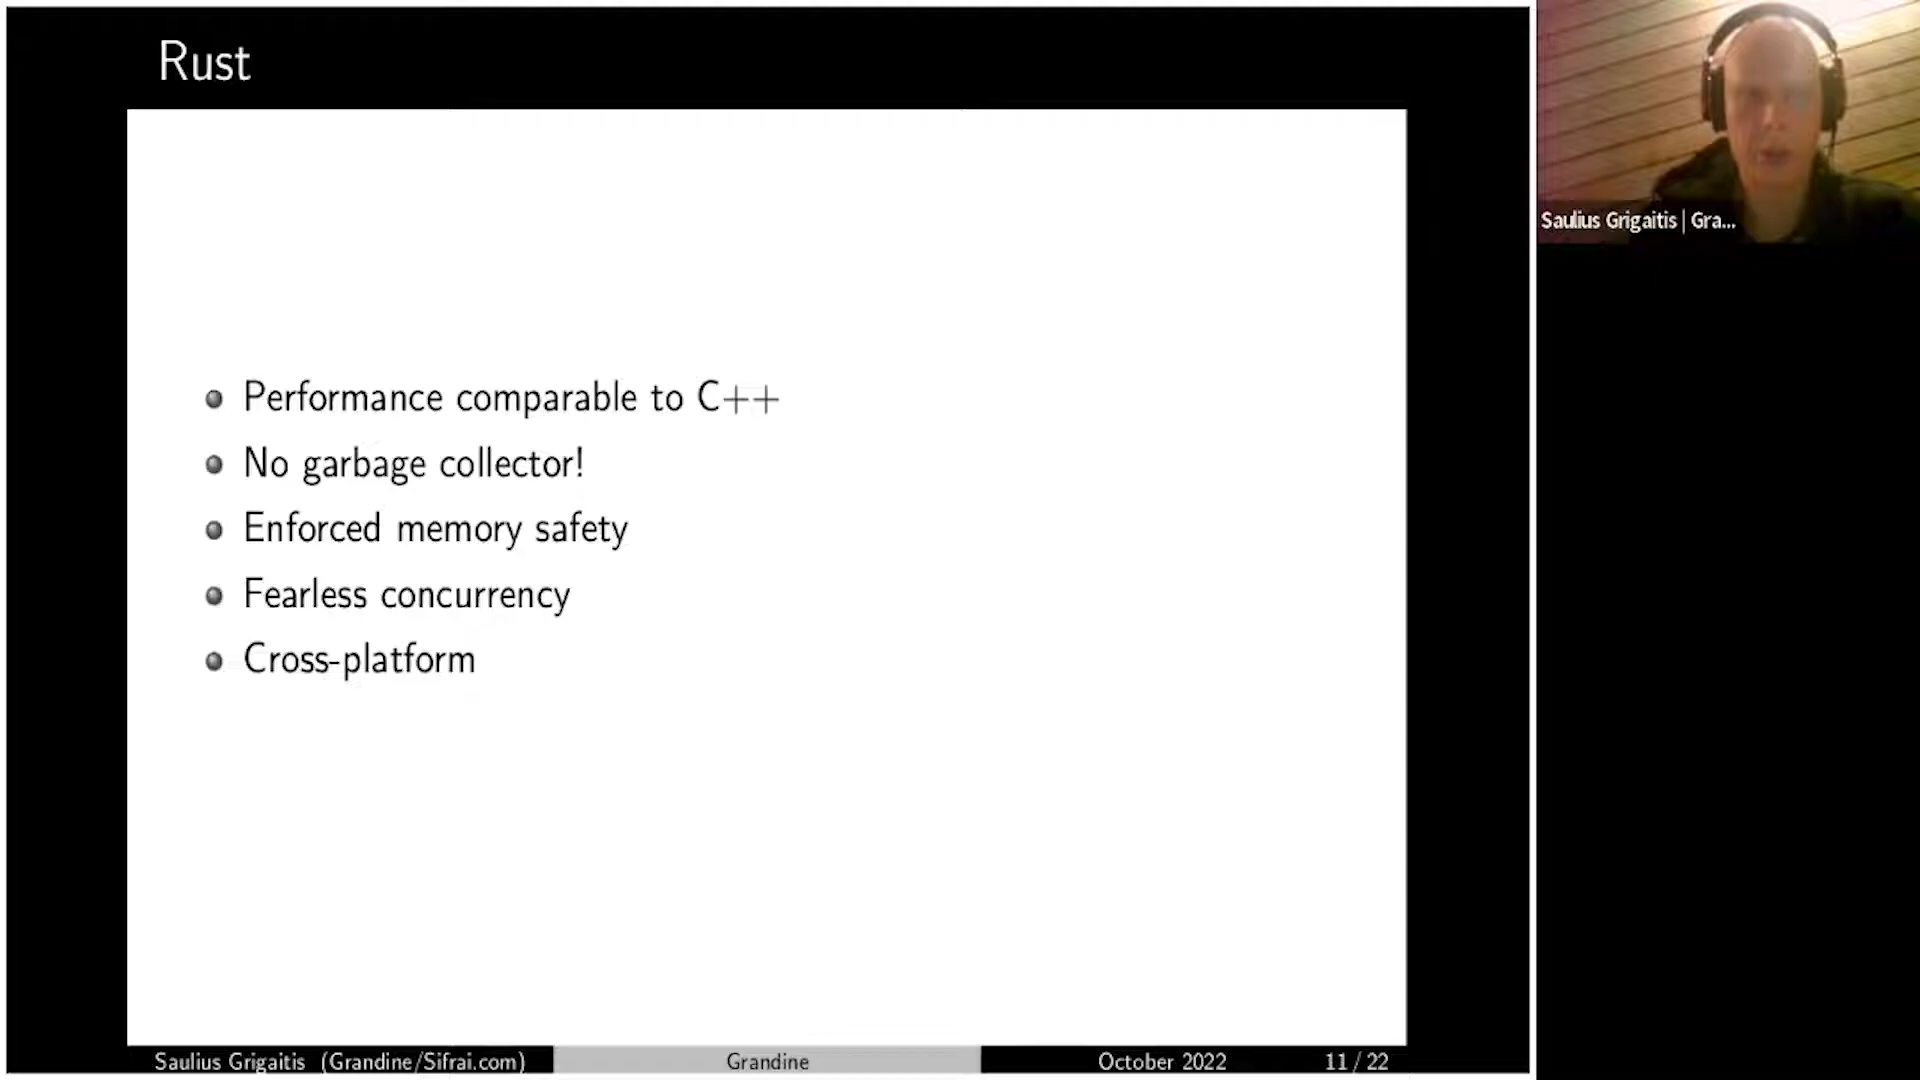 Rust
Performance comparable to C++
No garbage collector!
Enforced memory safety
Fearless concurrency
Cross-platform
Saulius Grigaitis (Grandine/Sifrai.com)
Grandine
October 2022
11 / 22
Saulius Grigaitis | Gra...